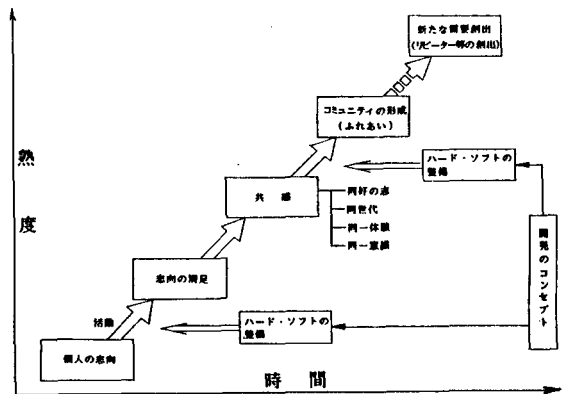 新たな需要創出
(リピーター等の創出)
コミュニティの形成
(ふれあい)
熟
度
ハード・ソフトの
整備
共感
同好の志
同世代
同一体験
同一意識
開発のコンセプト
志向の満足
活動
ハード・ソフトの
整備
個人の志向
時間